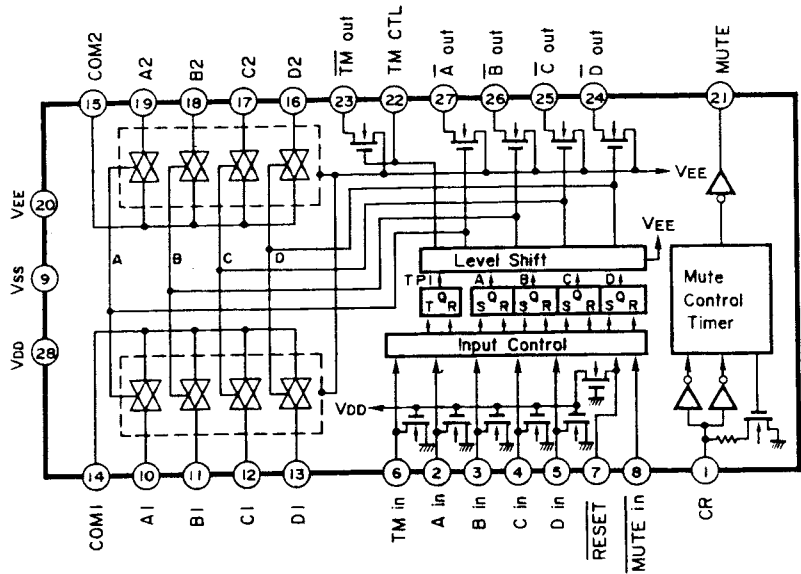 COM2
A2
B2
C2
D2
TM out
TM CTL
A out
B out
C out
D out
MUTE
15
19
18
17
16
23
22
27
26
25
24
21
VEE
20
VSS
9
VDD
28
VEE
VEE
A
B
C
D
Level Shift
TP1
A
B
C
D
T Q R
S Q R
S Q R
S Q R
S Q R
Input Control
Mute
Control
Timer
VDD
14
10
11
12
13
6
2
3
4
5
7
8
1
COM1
A1
B1
C1
D1
TM in
A in
B in
C in
D in
RESET
MUTE in
CR